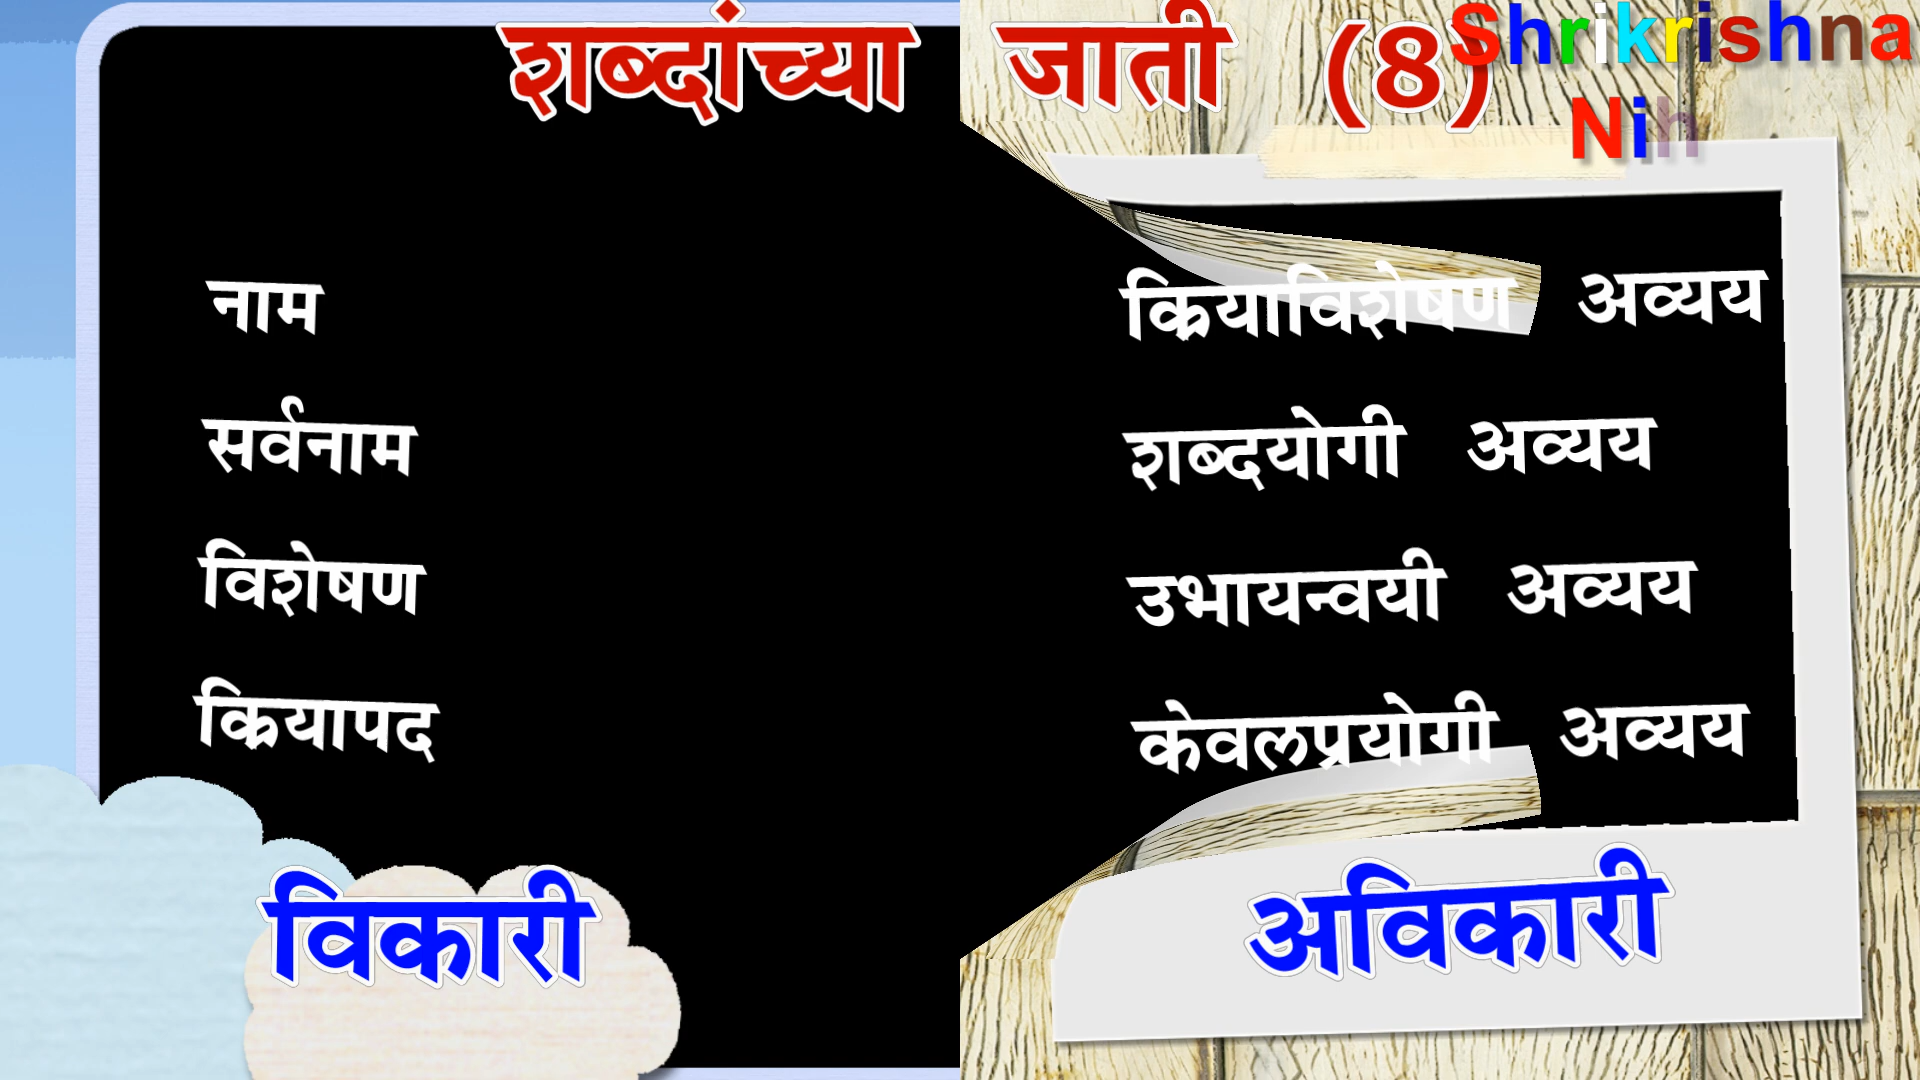 शब्दांच्या जाती (8)
Shrikrishna
Nih
नाम
सर्वनाम
विशेषण
क्रियापद
विकारी
क्रियाविशेषण अव्यय
शब्दयोगी अव्यय
उभायन्वयी अव्यय
केवलप्रयोगी अव्यय
अविकारी